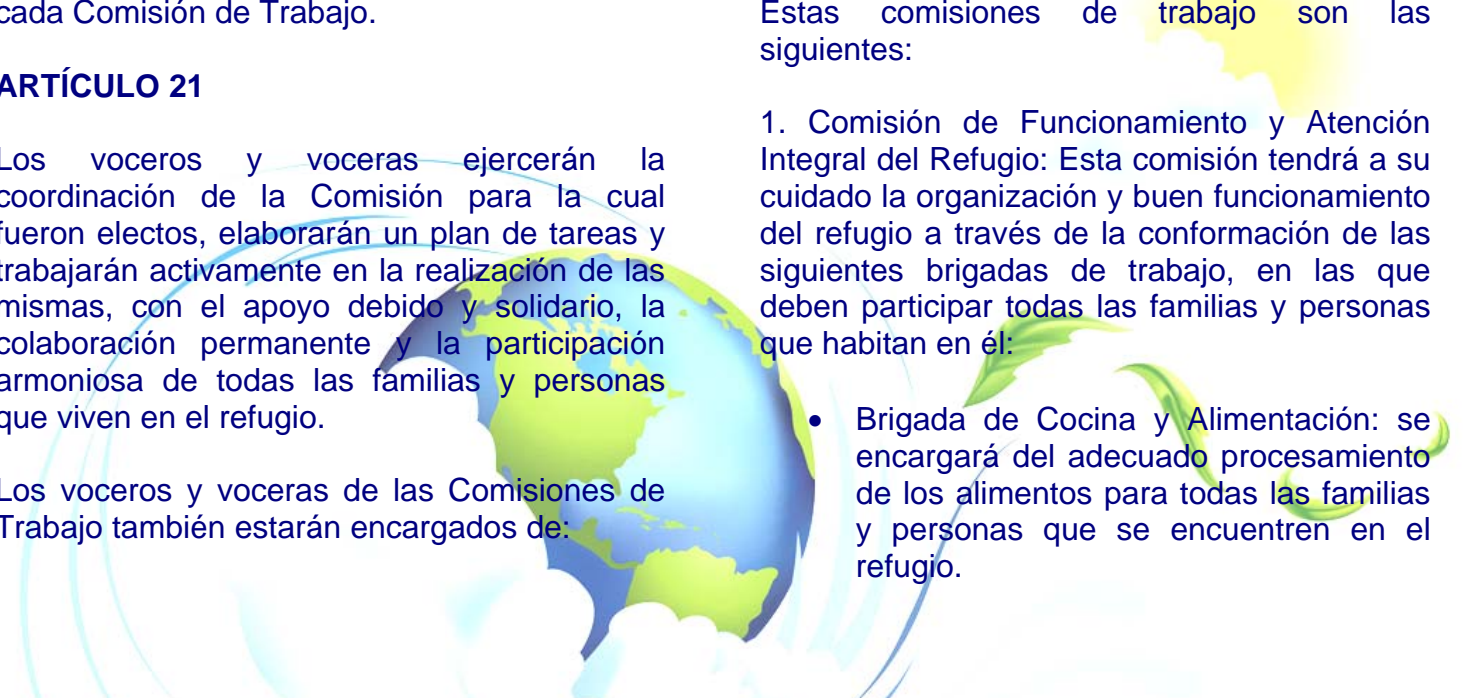 cada Comisión de Trabajo.
ARTÍCULO 21
Los voceros y voceras ejercerán la
coordinación de la Comisión para la cual
fueron electos, elaborarán un plan de tareas y
trabajarán activamente en la realización de las
mismas, con el apoyo debido y solidario, la
colaboración permanente y la participación
armoniosa de todas las familias y personas
que viven en el refugio.
Los voceros y voceras de las Comisiones de
Trabajo también estarán encargados de:
Estas comisiones de trabajo son las
siguientes:
1. Comisión de Funcionamiento y Atención
Integral del Refugio: Esta comisión tendrá a su
cuidado la organización y buen funcionamiento
del refugio a través de la conformación de las
siguientes brigadas de trabajo, en las que
deben participar todas las familias y personas
que habitan en él:
• Brigada de Cocina y Alimentación: se
encargará del adecuado procesamiento
de los alimentos para todas las familias
y personas que se encuentren en el
refugio.